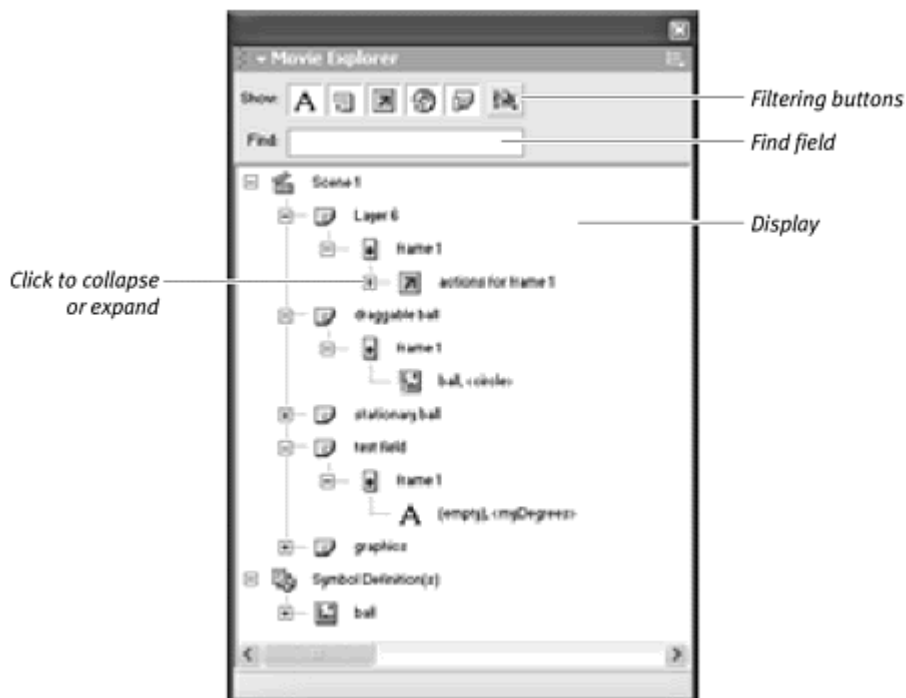 Movie Explorer
Show: A
Filtering buttons
Find:
Find field
Scene 1
Layer 6
Display
frame 1
Click to collapse
or expand
actions for frame 1
draggable ball
frame 1
ball, <circle>
stationary ball
text field
frame 1
A (empty), <myDegrees>
graphics
Symbol Definition(s)
ball